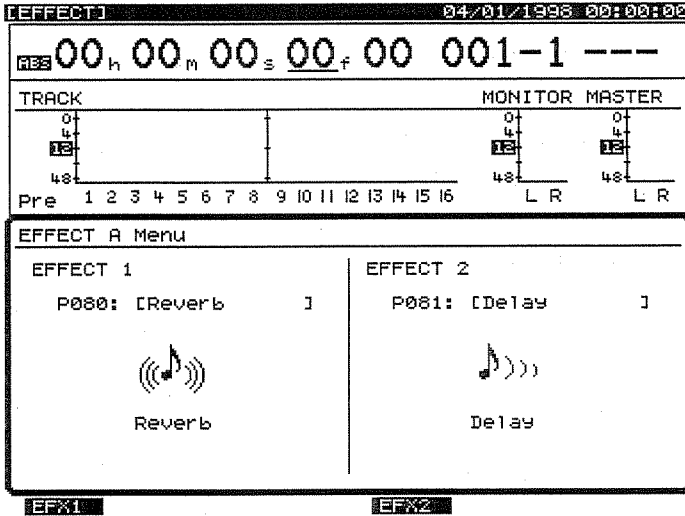 [EFFECT] 04/01/1998 00:00:00
ABS 00h 00m 00s 00f 00 001-1 ---
TRACK MONITOR MASTER
0 0 0
4 4 4
12 12 12
48 48 48
Pre 1 2 3 4 5 6 7 8 9 10 11 12 13 14 15 16 L R L R
EFFECT A Menu
EFFECT 1 EFFECT 2
P080: [Reverb ] P081: [Delay ]
Reverb Delay
EFX1 EFX2